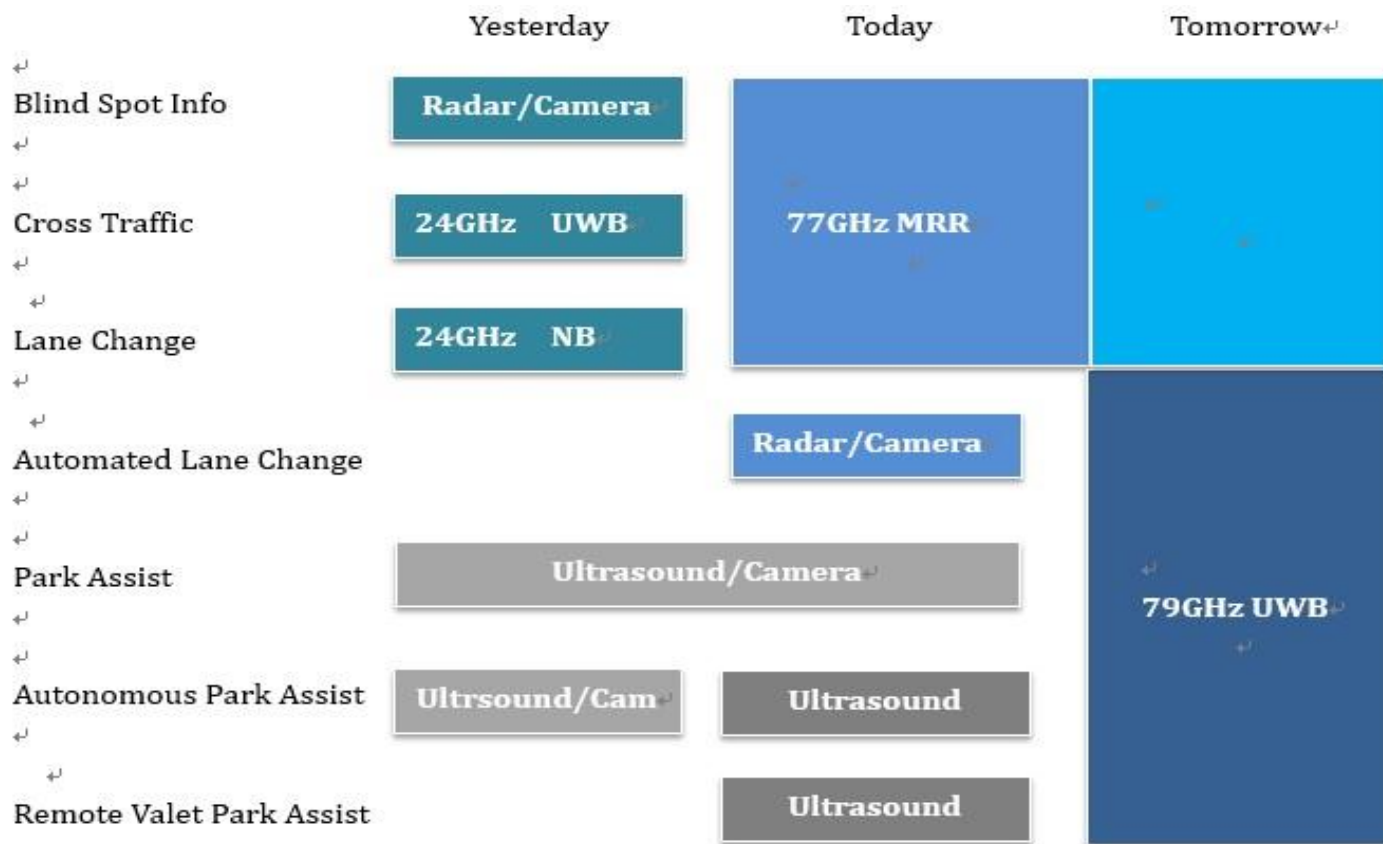 Yesterday Today Tomorrow
Blind Spot Info Radar/Camera
Cross Traffic 24GHz UWB 77GHz MRR
Lane Change 24GHz NB
Automated Lane Change Radar/Camera
Park Assist Ultrasound/Camera
79GHz UWB
Autonomous Park Assist Ultrsound/Cam Ultrasound
Remote Valet Park Assist Ultrasound